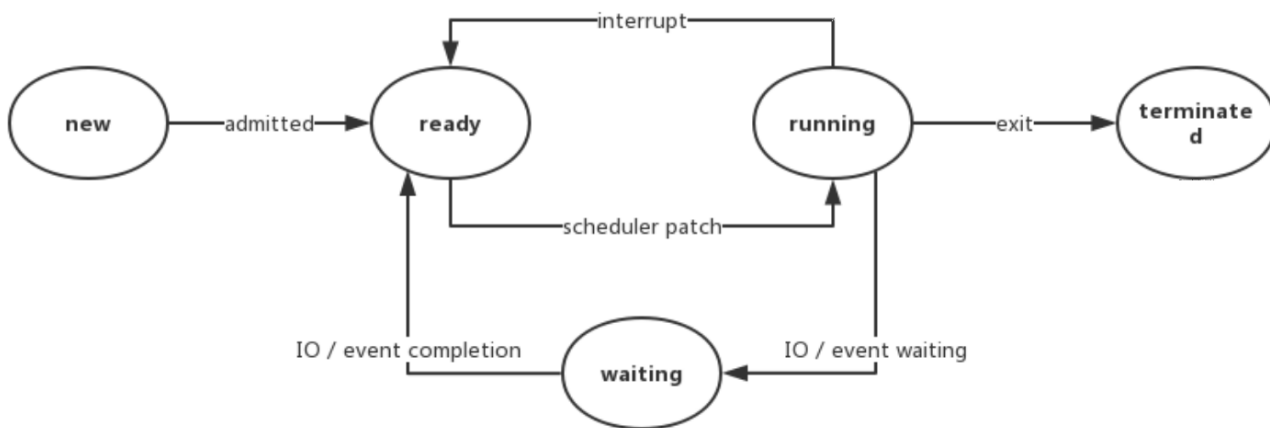 interrupt
new
admitted
ready
running
exit
terminate
d
scheduler patch
IO / event completion
IO / event waiting
waiting